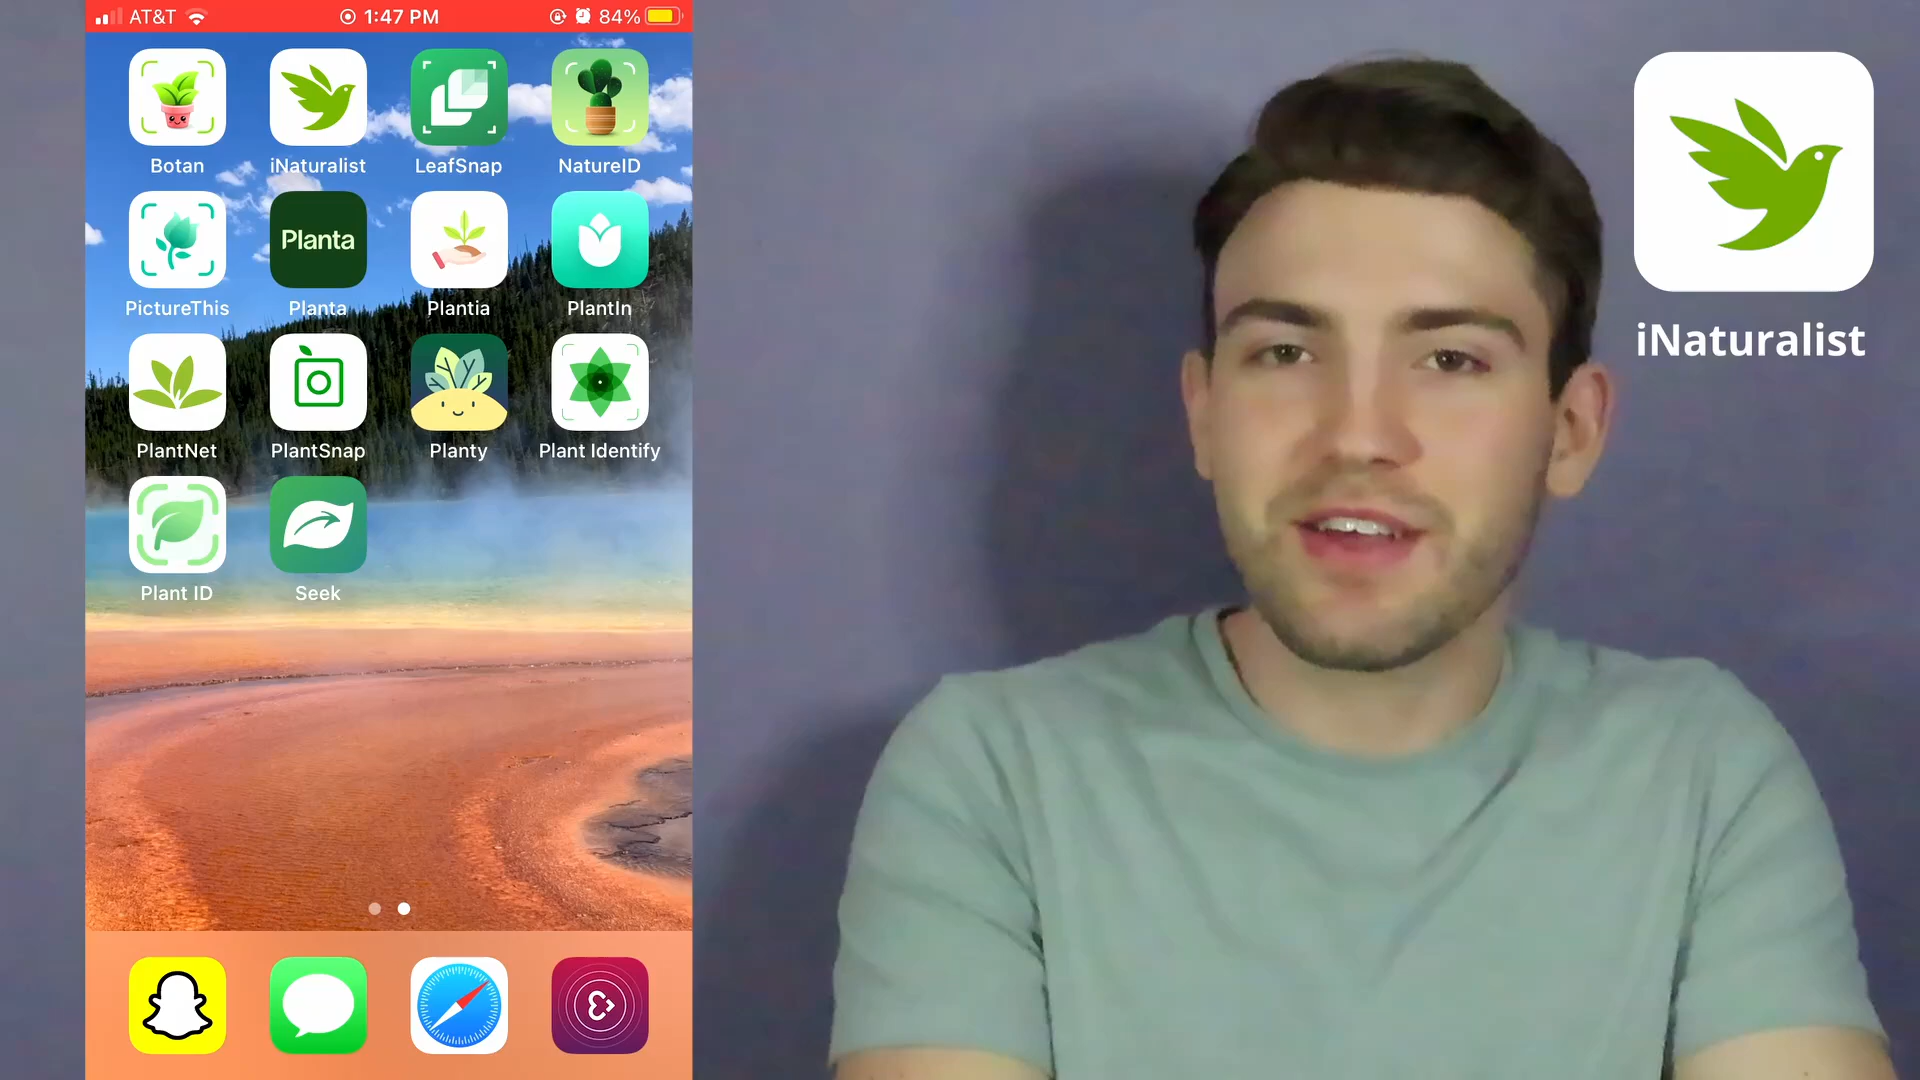 AT&T 1:47 PM 84%
Botan iNaturalist LeafSnap NatureID
Planta
PictureThis Planta Plantia PlantIn
PlantNet PlantSnap Planty Plant Identify
Plant ID Seek
iNaturalist